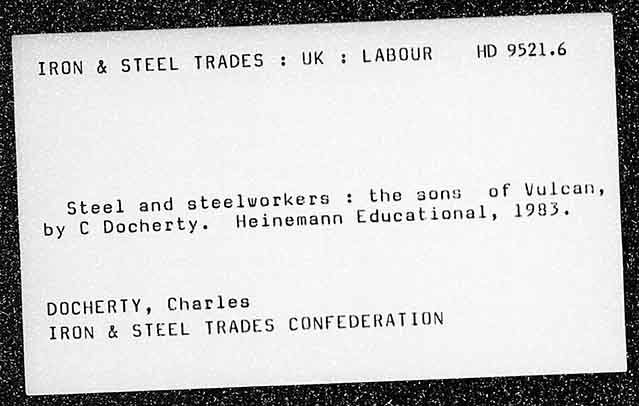 IRON & STEEL TRADES : UK : LABOUR HD 9521.6
Steel and steelworkers : the sons of Vulcan,
by C Docherty. Heinemann Educational, 1983.
DOCHERTY, Charles
IRON & STEEL TRADES CONFEDERATION